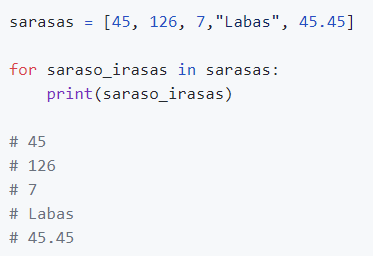 sarasas = [45, 126, 7,"Labas", 45.45]
for saraso_irasas in sarasas:
    print(saraso_irasas)
# 45
# 126
# 7
# Labas
# 45.45